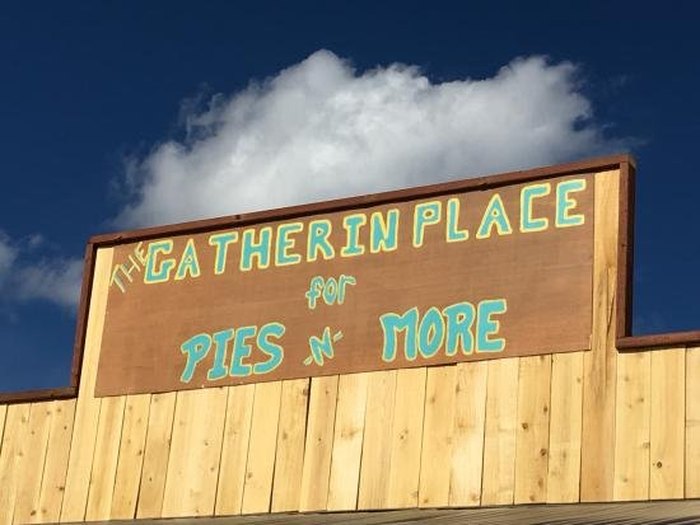 THE GATHERIN PLACE
for
PIES -N- MORE